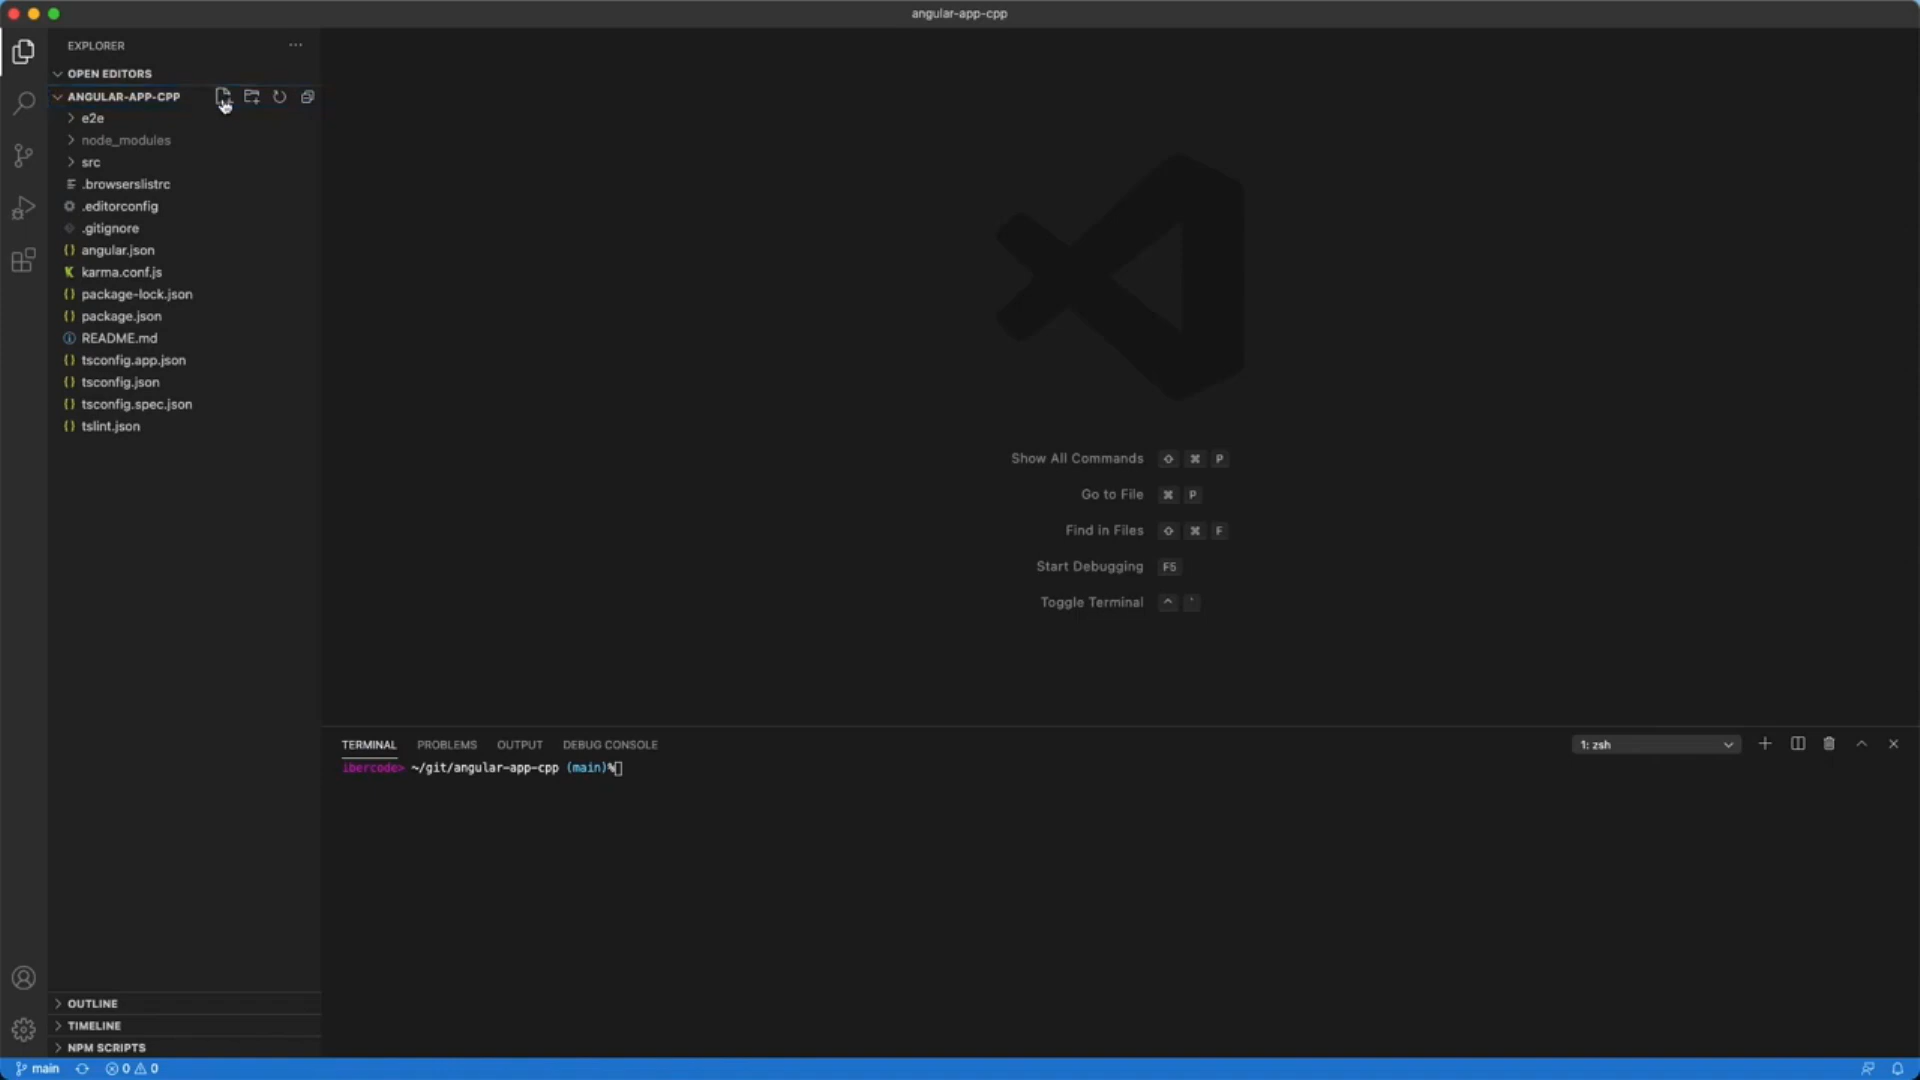 angular-app-cpp
EXPLORER
OPEN EDITORS
ANGULAR-APP-CPP
e2e
node_modules
src
.browserslistrc
.editorconfig
.gitignore
angular.json
karma.conf.js
package-lock.json
package.json
README.md
tsconfig.app.json
tsconfig.json
tsconfig.spec.json
tslint.json
Show All Commands ⇧ ⌘ P
Go to File ⌘ P
Find in Files ⇧ ⌘ F
Start Debugging F5
Toggle Terminal ^ `
TERMINAL PROBLEMS OUTPUT DEBUG CONSOLE 1: zsh
ibercode> ~/git/angular-app-cpp (main)%
OUTLINE
TIMELINE
NPM SCRIPTS
main 0 0